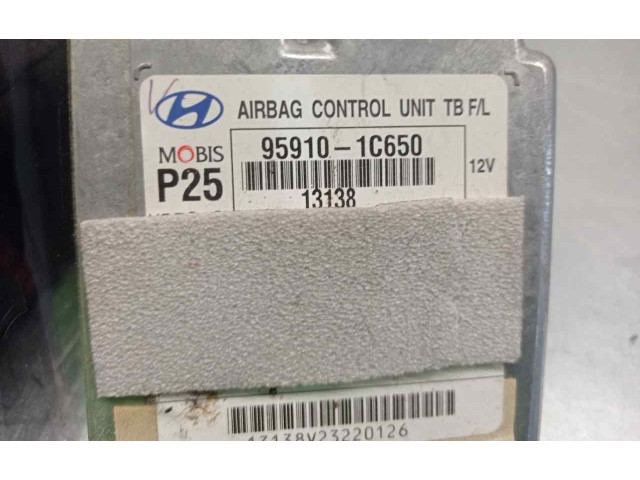 AIRBAG CONTROL UNIT TB F/L
MOBIS
95910-1C650
12V
P25
13138
13138V23220126